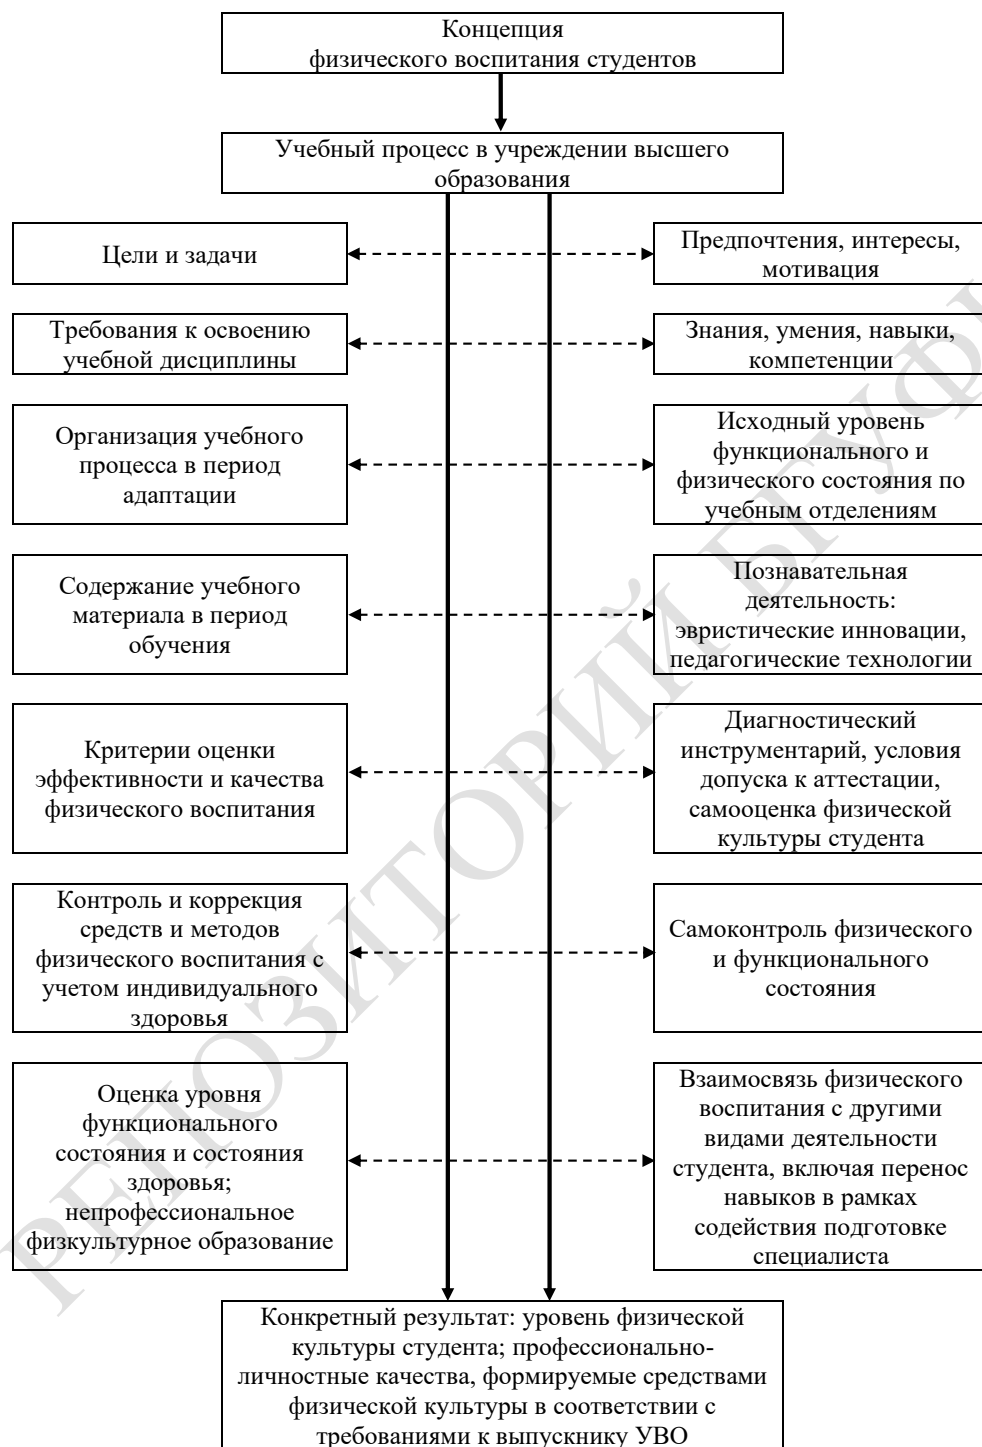 Концепция
физического воспитания студентов
Учебный процесс в учреждении высшего
образования
Цели и задачи
Предпочтения, интересы,
мотивация
Требования к освоению
учебной дисциплины
Знания, умения, навыки,
компетенции
Организация учебного
процесса в период
адаптации
Исходный уровень
функционального и
физического состояния по
учебным отделениям
Содержание учебного
материала в период
обучения
Познавательная
деятельность:
эвристические инновации,
педагогические технологии
Критерии оценки
эффективности и качества
физического воспитания
Диагностический
инструментарий, условия
допуска к аттестации,
самооценка физической
культуры студента
Контроль и коррекция
средств и методов
физического воспитания с
учетом индивидуального
здоровья
Самоконтроль физического
и функционального
состояния
Оценка уровня
функционального
состояния и состояния
здоровья;
непрофессиональное
физкультурное образование
Взаимосвязь физического
воспитания с другими
видами деятельности
студента, включая перенос
навыков в рамках
содействия подготовке
специалиста
Конкретный результат: уровень физической
культуры студента; профессионально-
личностные качества, формируемые средствами
физической культуры в соответствии с
требованиями к выпускнику УВО
РЕПОЗИТОРИЙ